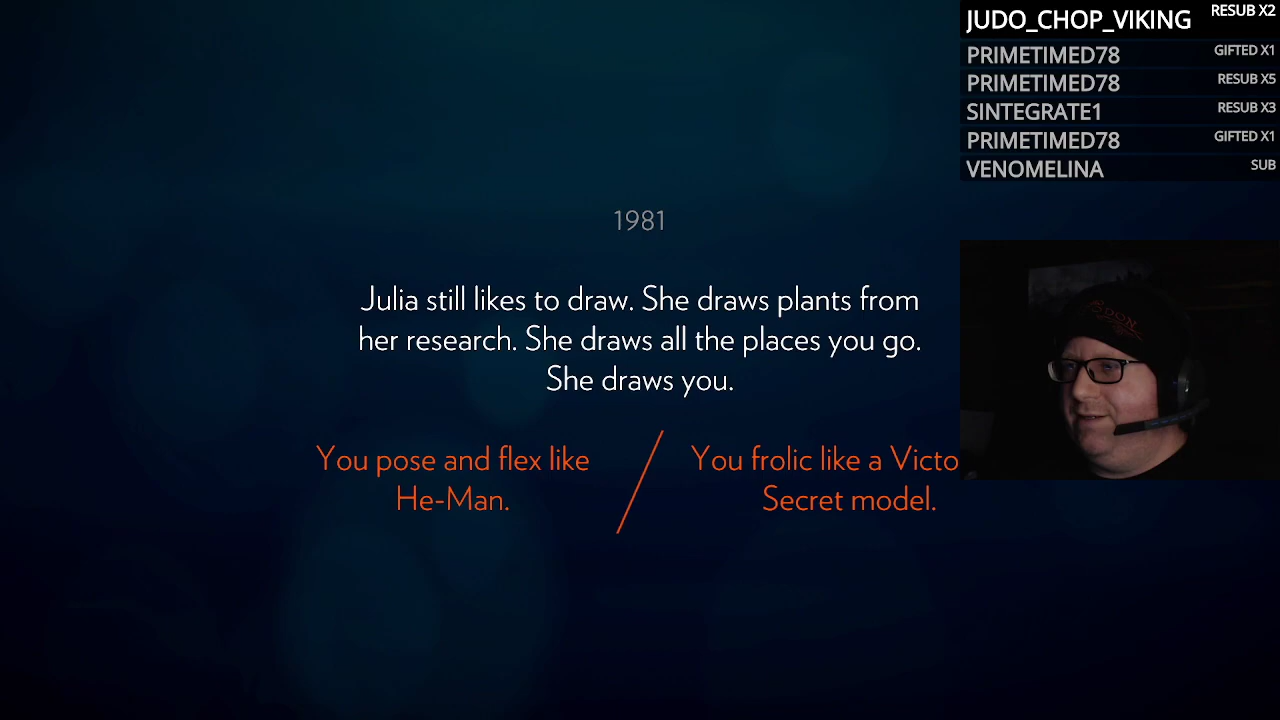 JUDO_CHOP_VIKING RESUB X2
PRIMETIMED78 GIFTED X1
PRIMETIMED78 RESUB X5
SINTEGRATE1 RESUB X3
PRIMETIMED78 GIFTED X1
VENOMELINA SUB
1981
Julia still likes to draw. She draws plants from
her research. She draws all the places you go.
She draws you.
You pose and flex like
He-Man.
You frolic like a Victo
Secret model.